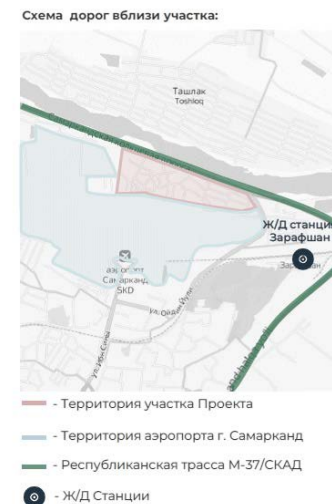 Схема дорог вблизи участка:
Ташлак
Toshloq
Ж/Д станци
Зарафшан
аэропорт
Самарканд
SKD
- Территория участка Проекта
- Территория аэропорта г. Самарканд
- Республиканская трасса М-37/СКАД
- Ж/Д Станции